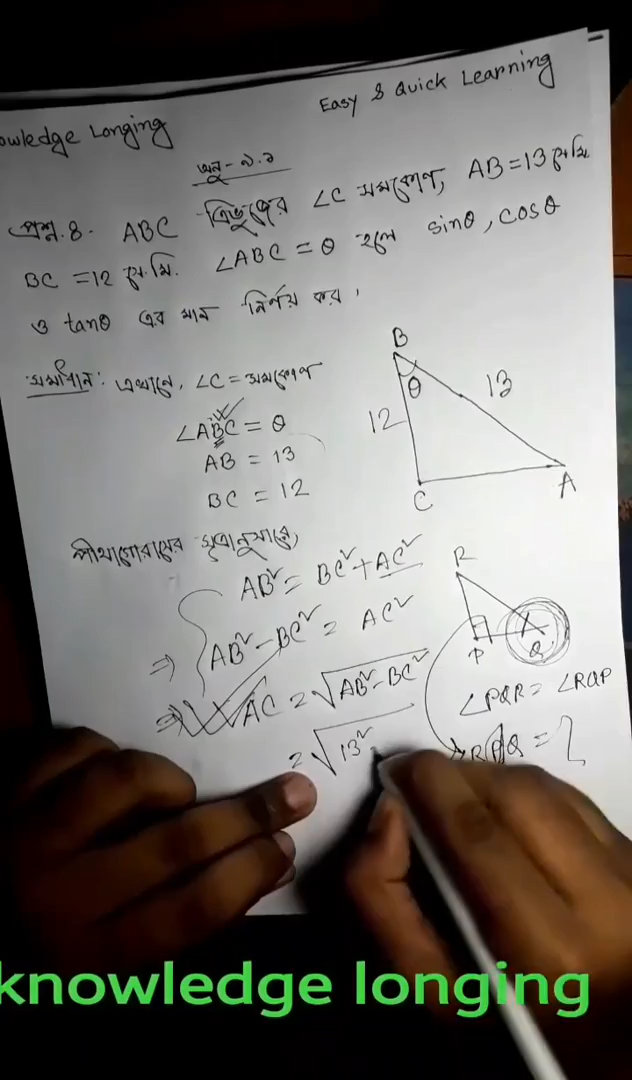 owledge Longing
Easy & Quick Learning
অনু - ৯.১
প্রশ্ন.৪. ABC ত্রিভুজের ∠C সমকোণ, AB = 13 সে.মি.
BC = 12 সে.মি. ∠ABC = θ হলে sinθ, cosθ
ও tanθ এর মান নির্ণয় কর।
সমাধান: এখানে, ∠C = সমকোণ
∠ABC = θ
AB = 13
BC = 12
B
θ
13
12
C
A
পীথাগোরাসের সূত্রানুসারে,
AB² = BC² + AC²
⇒ AB² - BC² = AC²
⇒ AC = √AB² - BC²
= √13²
R
P
Q
∠PQR = ∠RQP
knowledge longing